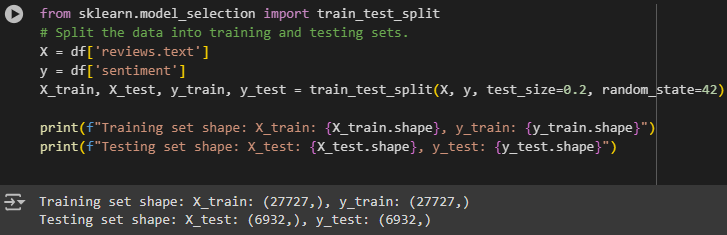 from sklearn.model_selection import train_test_split
# Split the data into training and testing sets.
X = df['reviews.text']
y = df['sentiment']
X_train, X_test, y_train, y_test = train_test_split(X, y, test_size=0.2, random_state=42)
print(f"Training set shape: X_train: {X_train.shape}, y_train: {y_train.shape}")
print(f"Testing set shape: X_test: {X_test.shape}, y_test: {y_test.shape}")
Training set shape: X_train: (27727,), y_train: (27727,)
Testing set shape: X_test: (6932,), y_test: (6932,)